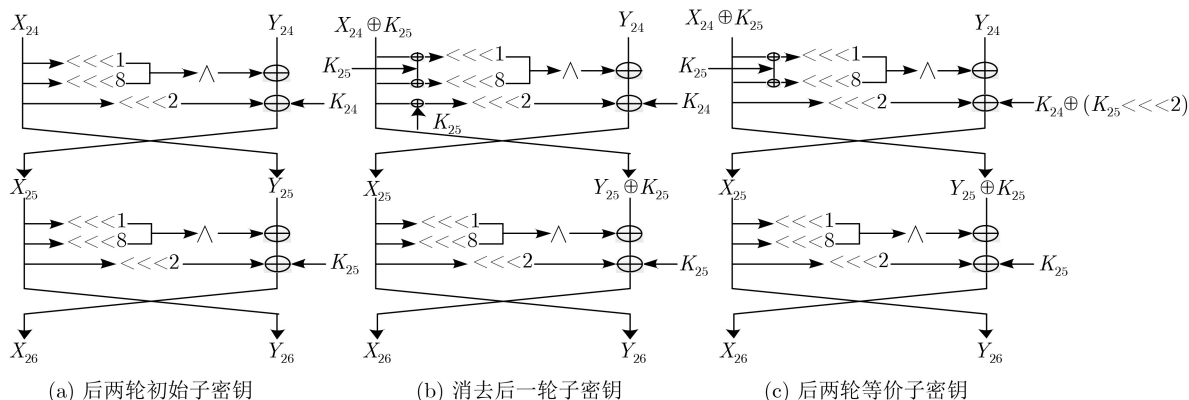 X₂₄ Y₂₄
<<<1
<<<8
∧
<<<2
K₂₄
X₂₅ Y₂₅
<<<1
<<<8
∧
<<<2
K₂₅
X₂₆ Y₂₆
(a) 后两轮初始子密钥
X₂₄⊕K₂₅ Y₂₄
K₂₅
<<<1
<<<8
∧
<<<2
K₂₄
K₂₅
X₂₅ Y₂₅⊕K₂₅
<<<1
<<<8
∧
<<<2
K₂₅
X₂₆ Y₂₆
(b) 消去后一轮子密钥
X₂₄⊕K₂₅ Y₂₄
K₂₅
<<<1
<<<8
∧
<<<2
K₂₄⊕(K₂₅<<<2)
X₂₅ Y₂₅⊕K₂₅
<<<1
<<<8
∧
<<<2
K₂₅
X₂₆ Y₂₆
(c) 后两轮等价子密钥